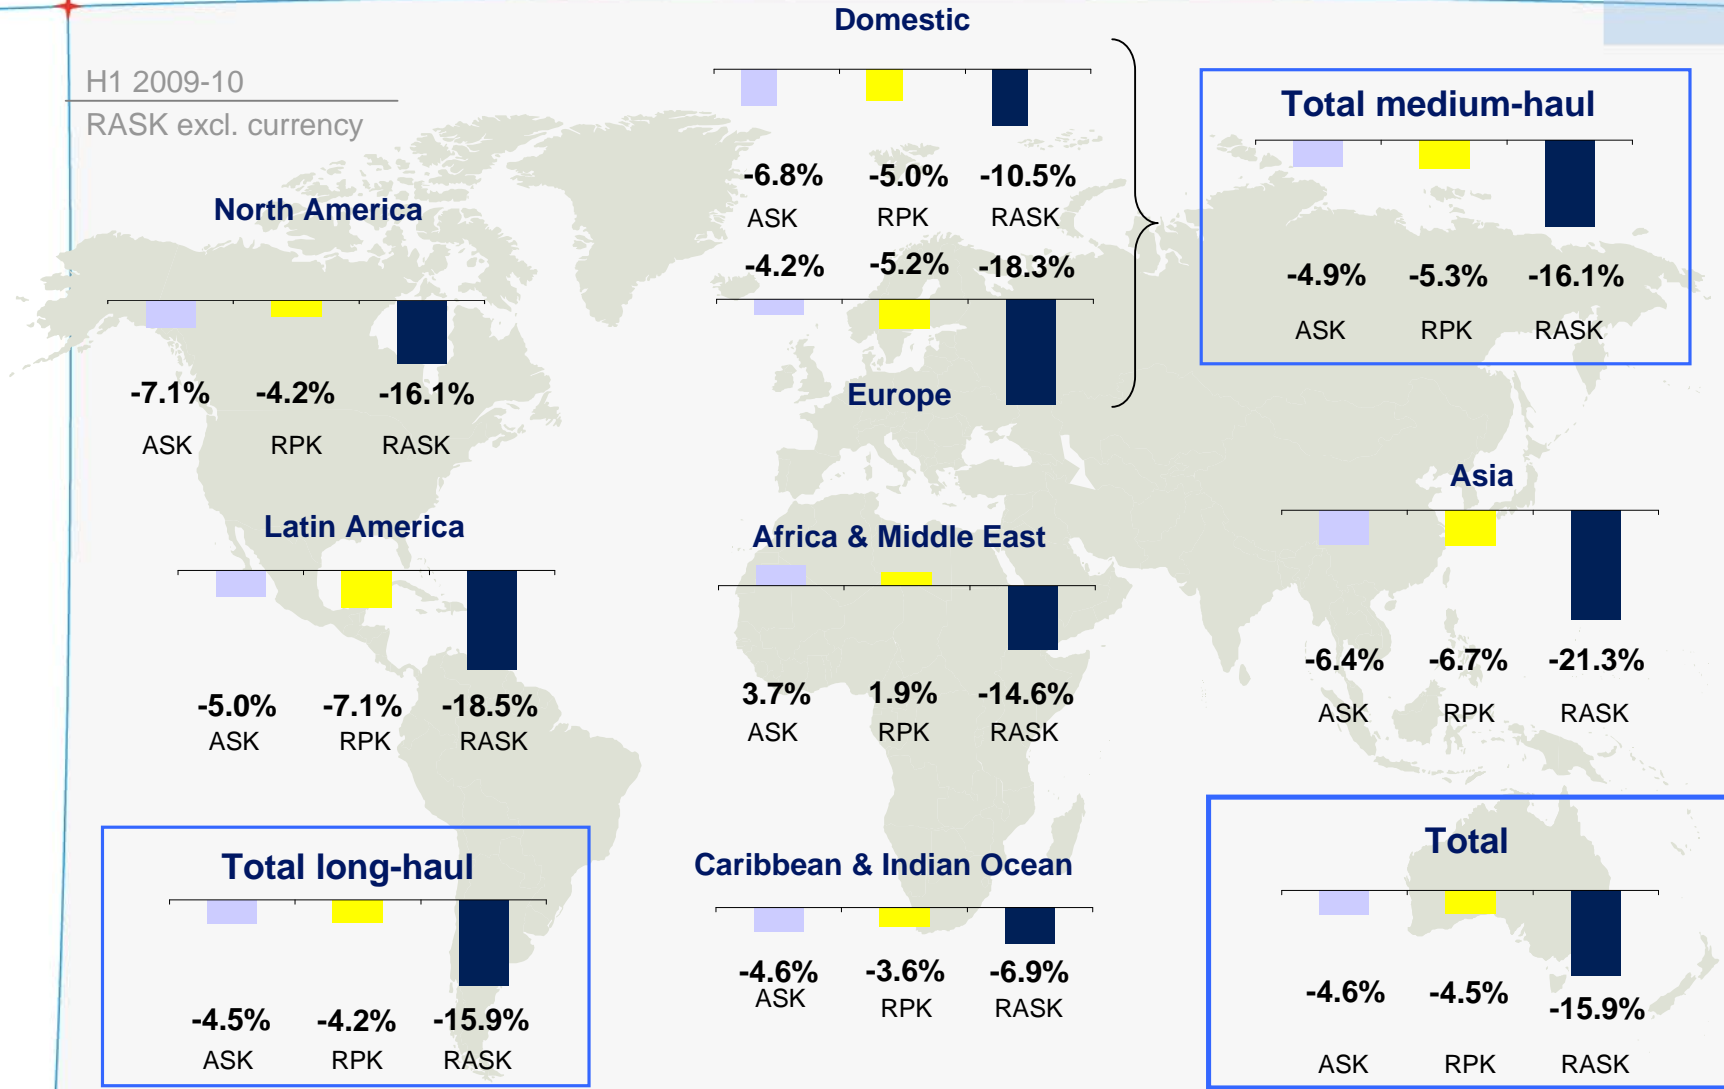 H1 2009-10
RASK excl. currency
Domestic
-6.8% -5.0% -10.5%
ASK RPK RASK
-4.2% -5.2% -18.3%
Europe
Total medium-haul
-4.9% -5.3% -16.1%
ASK RPK RASK
North America
-7.1% -4.2% -16.1%
ASK RPK RASK
Latin America
-5.0% -7.1% -18.5%
ASK RPK RASK
Africa & Middle East
3.7% 1.9% -14.6%
ASK RPK RASK
Asia
-6.4% -6.7% -21.3%
ASK RPK RASK
Total long-haul
-4.5% -4.2% -15.9%
ASK RPK RASK
Caribbean & Indian Ocean
-4.6% -3.6% -6.9%
ASK RPK RASK
Total
-4.6% -4.5% -15.9%
ASK RPK RASK